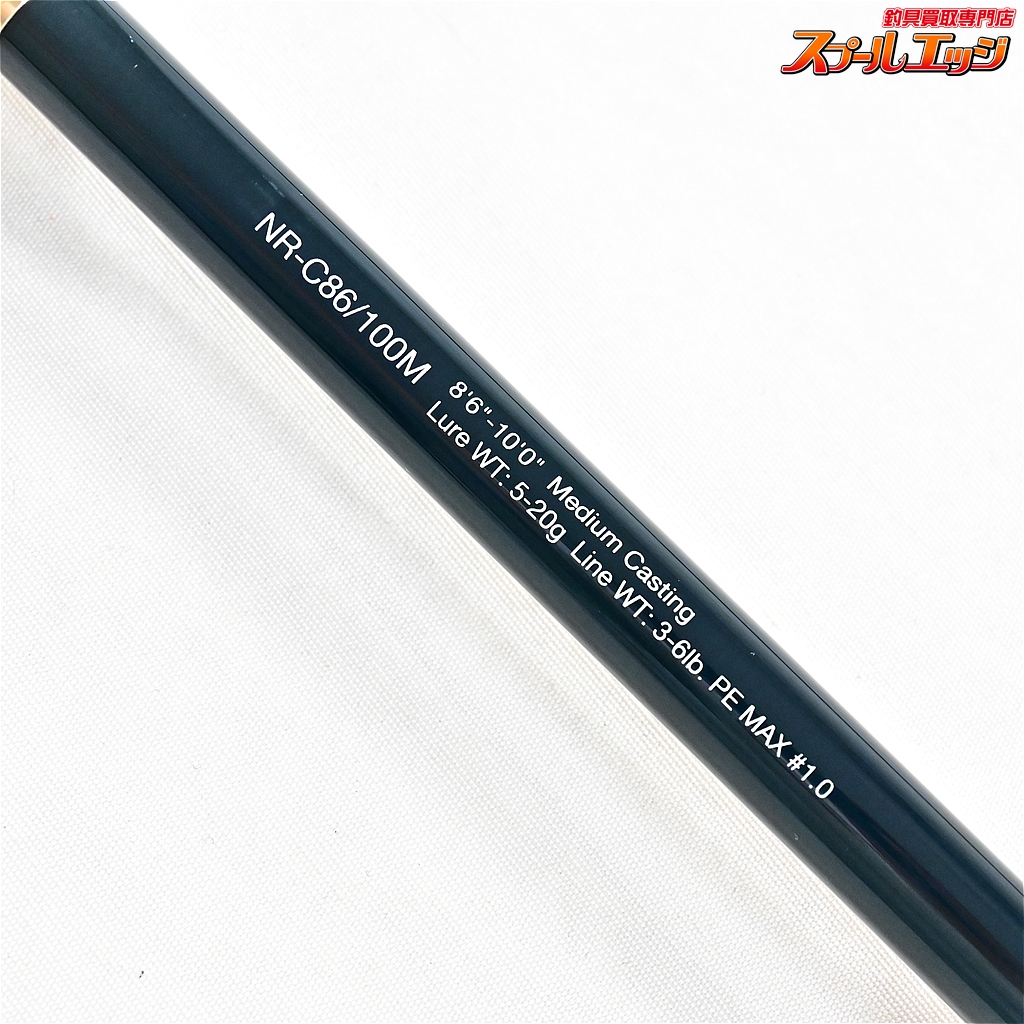 釣具買取専門店
スプールエッジ
NR-C86/100M
8'6"-10'0" Medium Casting
Lure WT: 5-20g Line WT: 3-6lb. PE MAX #1.0